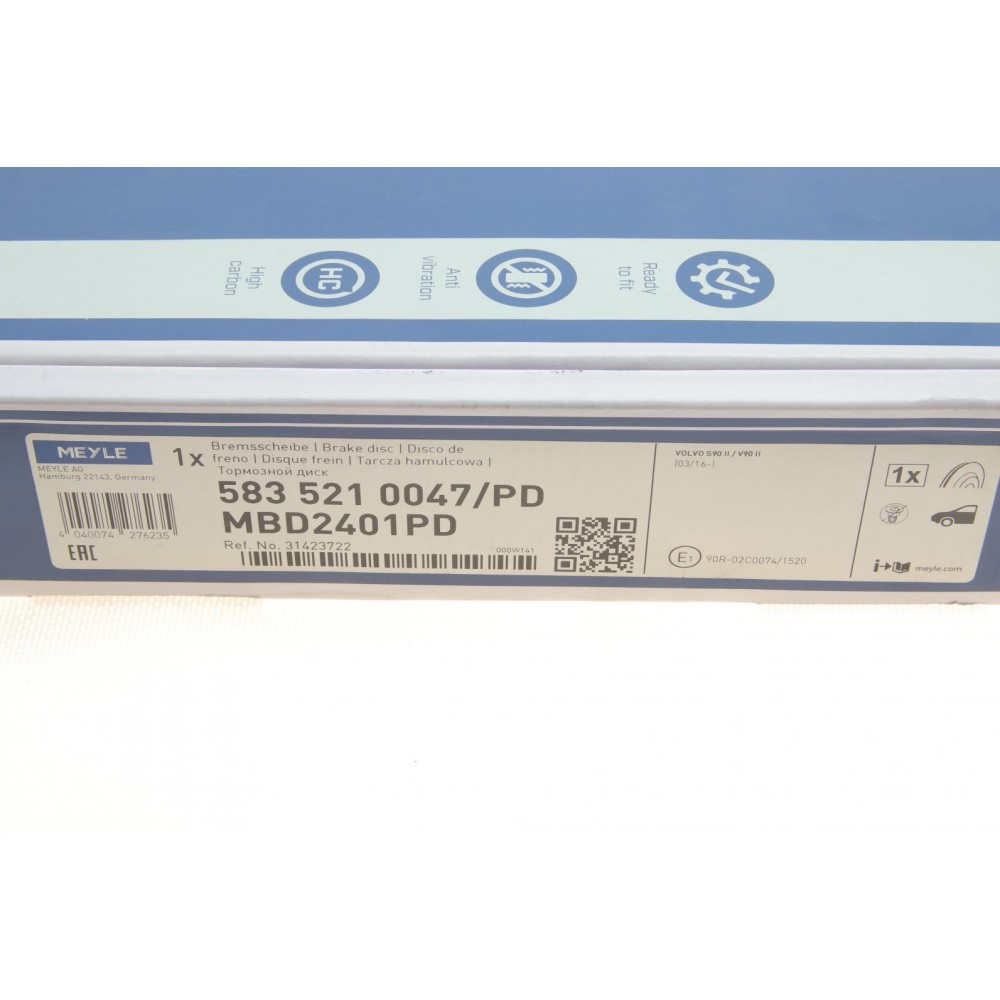 High
carbon
HC
Anti
vibration
Ready
to fit
MEYLE
MEYLE AG
Hamburg 22143, Germany
4 040074 276235
EAC
1x
Bremsscheibe | Brake disc | Disco de
freno | Disque frein | Tarcza hamulcowa |
Тормозной диск
583 521 0047/PD
MBD2401PD
Ref. No. 31423722
000W141
VOLVO S90 II / V90 II
(03/16-)
E1 90R-02C0074/1520
1x
i
meyle.com